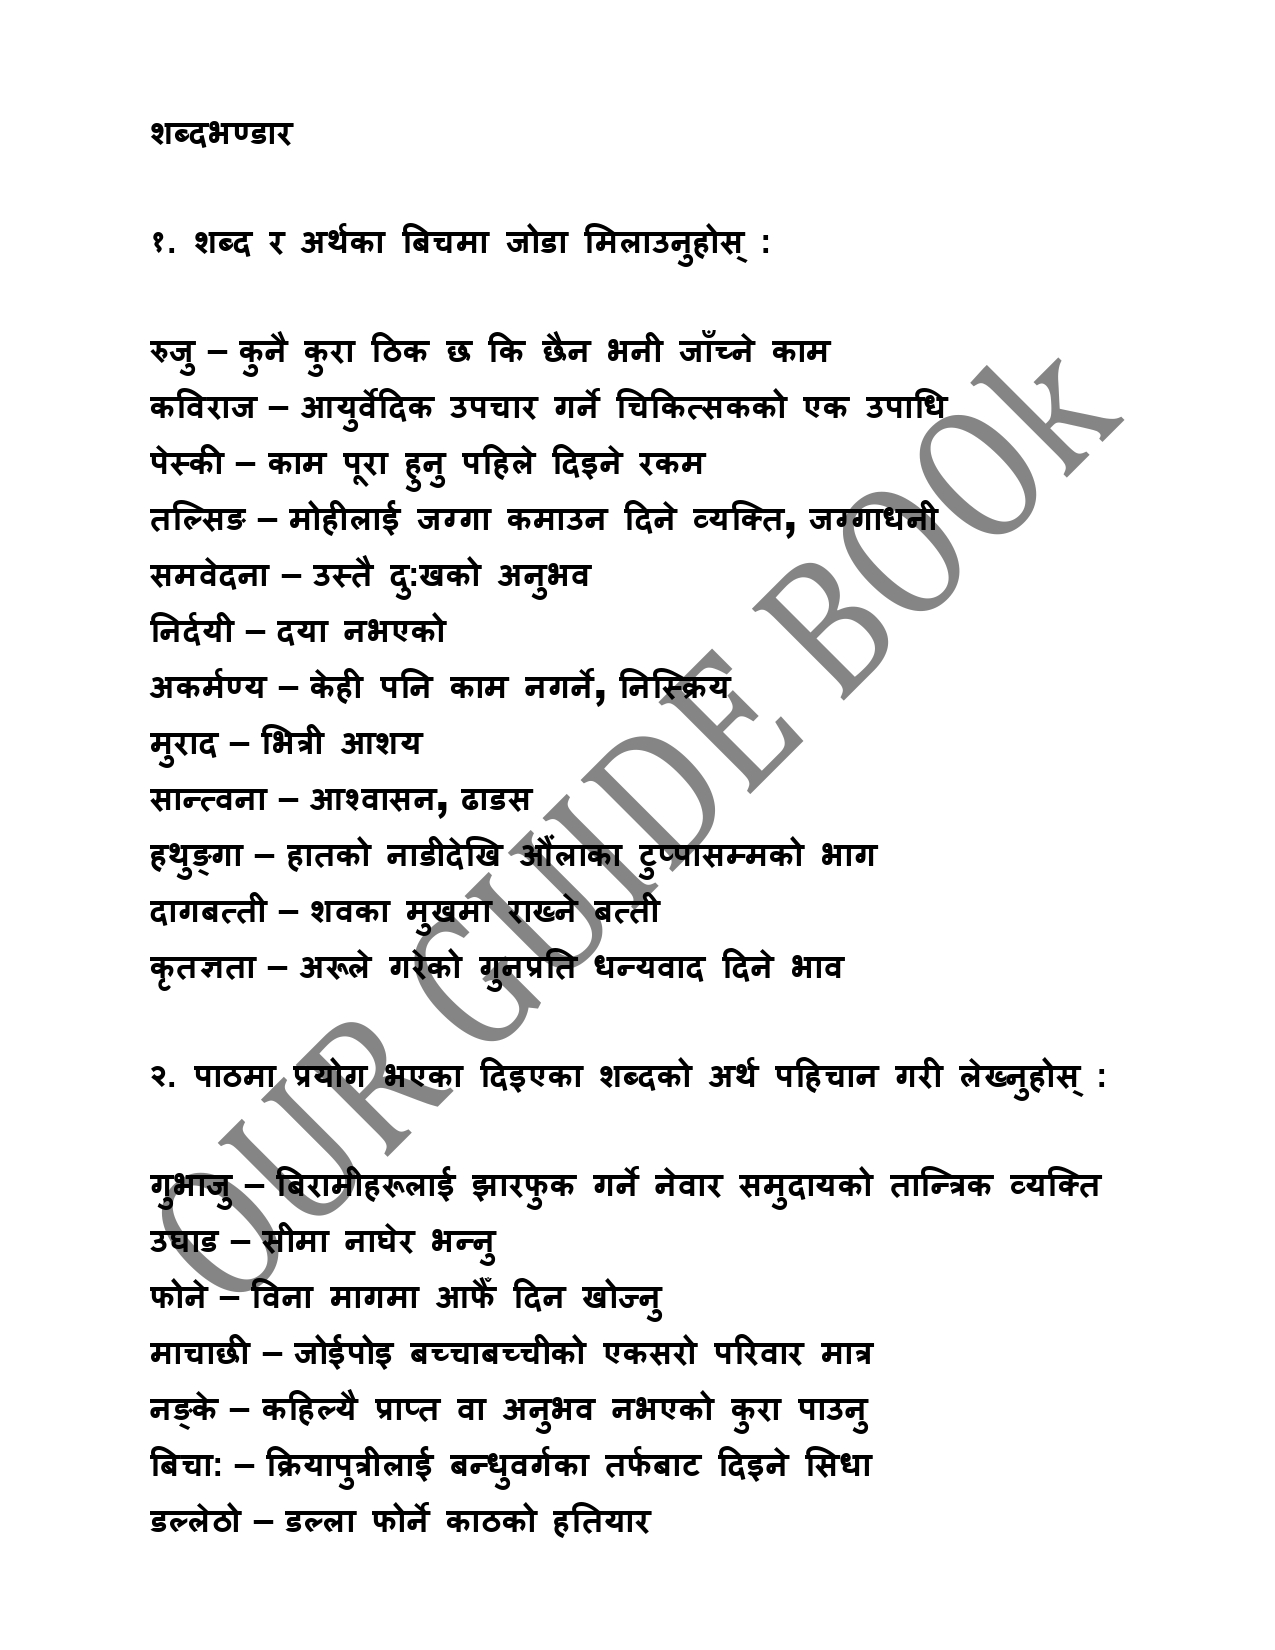 शब्दभण्डार
१. शब्द र अर्थका बिचमा जोडा मिलाउनुहोस् :
रुजु – कुनै कुरा ठिक छ कि छैन भनी जाँच्ने काम
कविराज – आयुर्वेदिक उपचार गर्ने चिकित्सकको एक उपाधि
पेस्की – काम पूरा हुनु पहिले दिइने रकम
तल्सिङ – मोहीलाई जग्गा कमाउन दिने व्यक्ति, जग्गाधनी
समवेदना – उस्तै दुःखको अनुभव
निर्दयी – दया नभएको
अकर्मण्य – केही पनि काम नगर्ने, निस्क्रिय
मुराद – भित्री आशय
सान्त्वना – आश्वासन, ढाडस
हथुङ्गा – हातको नाडीदेखि औंलाका टुप्पासम्मको भाग
दागबत्ती – शवका मुखमा राख्ने बत्ती
कृतज्ञता – अरूले गरेको गुनप्रति धन्यवाद दिने भाव
२. पाठमा प्रयोग भएका दिइएका शब्दको अर्थ पहिचान गरी लेख्नुहोस् :
गुभाजु – बिरामीहरूलाई झारफुक गर्ने नेवार समुदायको तान्त्रिक व्यक्ति
उघाड – सीमा नाघेर भन्नु
फोने – विना मागमा आफैँ दिन खोज्नु
माचाछी – जोईपोइ बच्चाबच्चीको एकसरो परिवार मात्र
नङ्के – कहिल्यै प्राप्त वा अनुभव नभएको कुरा पाउनु
बिचाः – क्रियापुत्रीलाई बन्धुवर्गका तर्फबाट दिइने सिधा
डल्लेठो – डल्ला फोर्ने काठको हतियार
OUR GUIDE BOOk